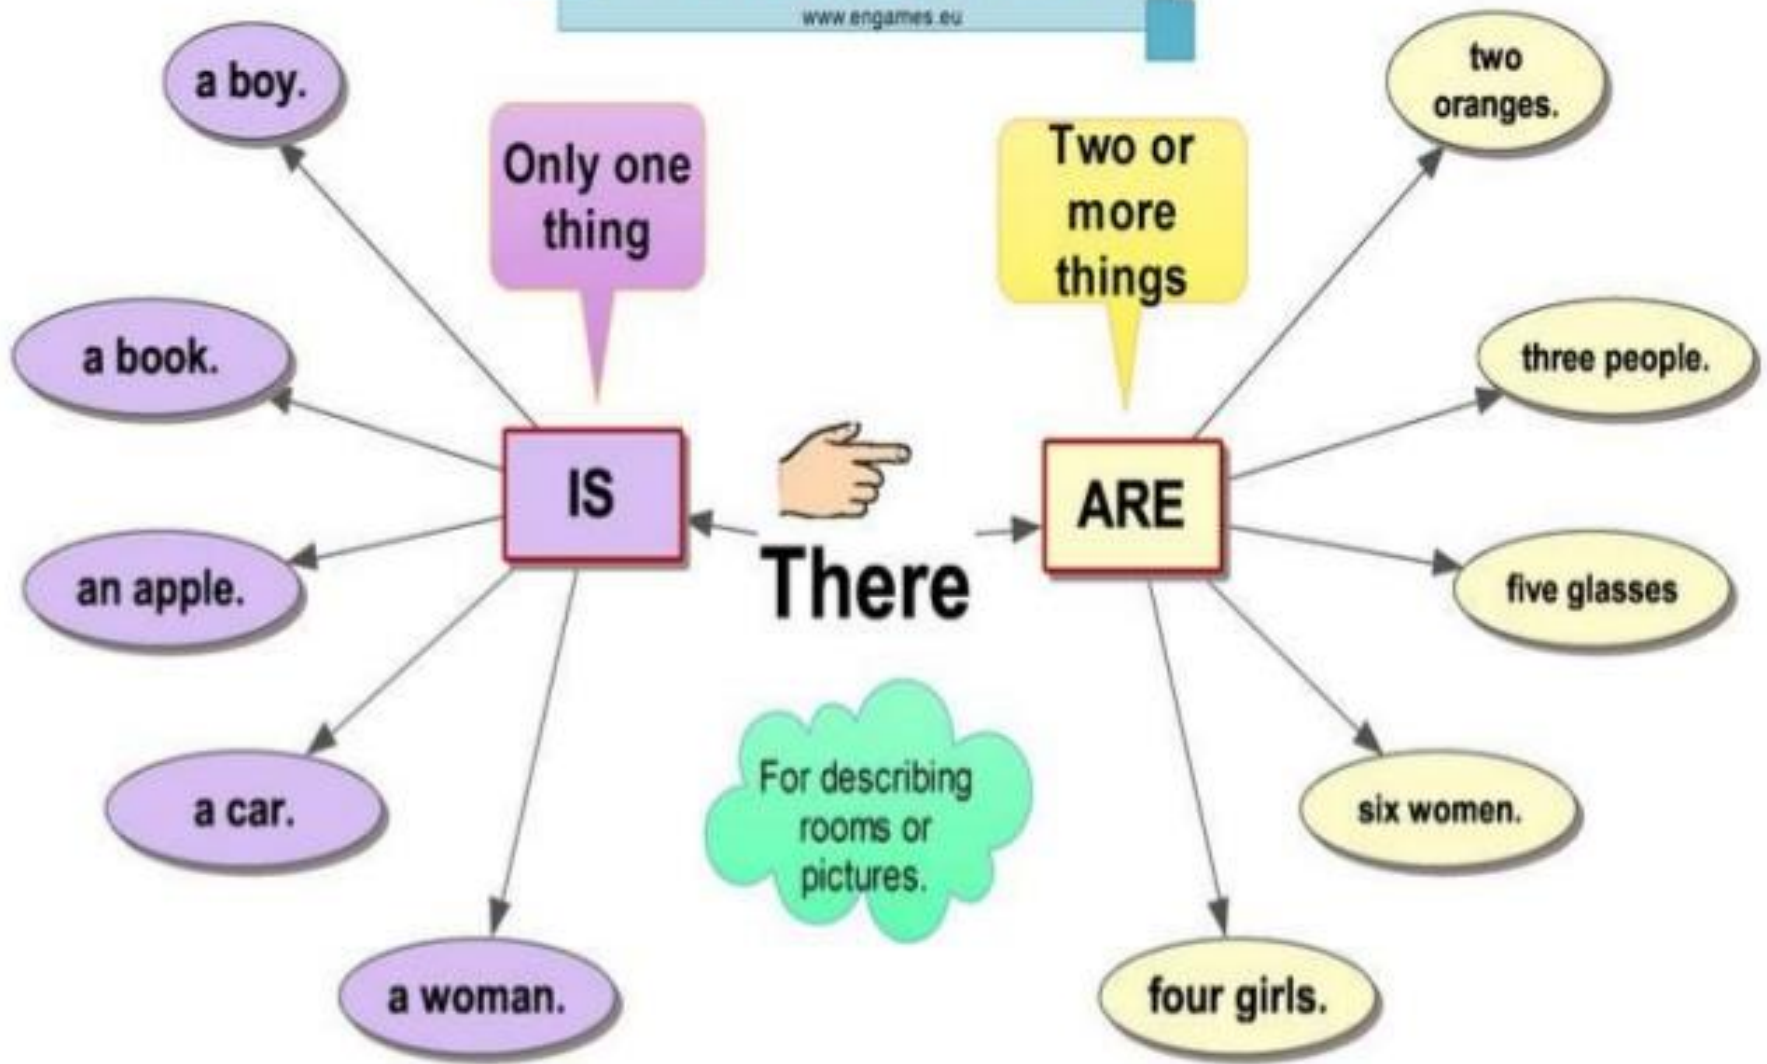 www.engames.eu
a boy.
two
oranges.
Only one
thing
Two or
more
things
a book.
three people.
IS
ARE
There
an apple.
five glasses
For describing
rooms or
pictures.
a car.
six women.
a woman.
four girls.